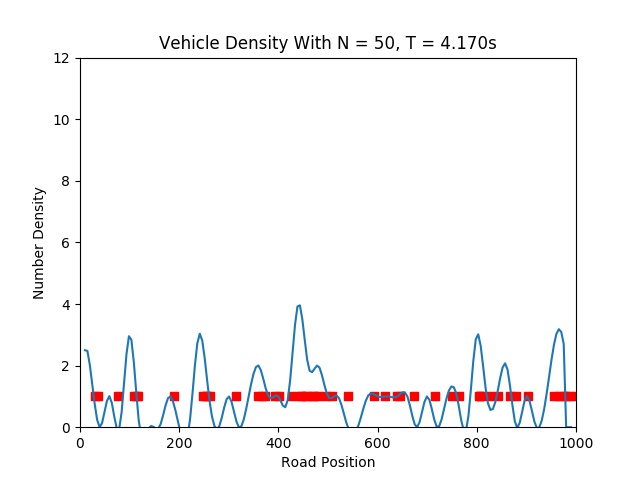 Vehicle Density With N = 50, T = 4.170s
12
10
8
6
4
2
0
Number Density
0 200 400 600 800 1000
Road Position